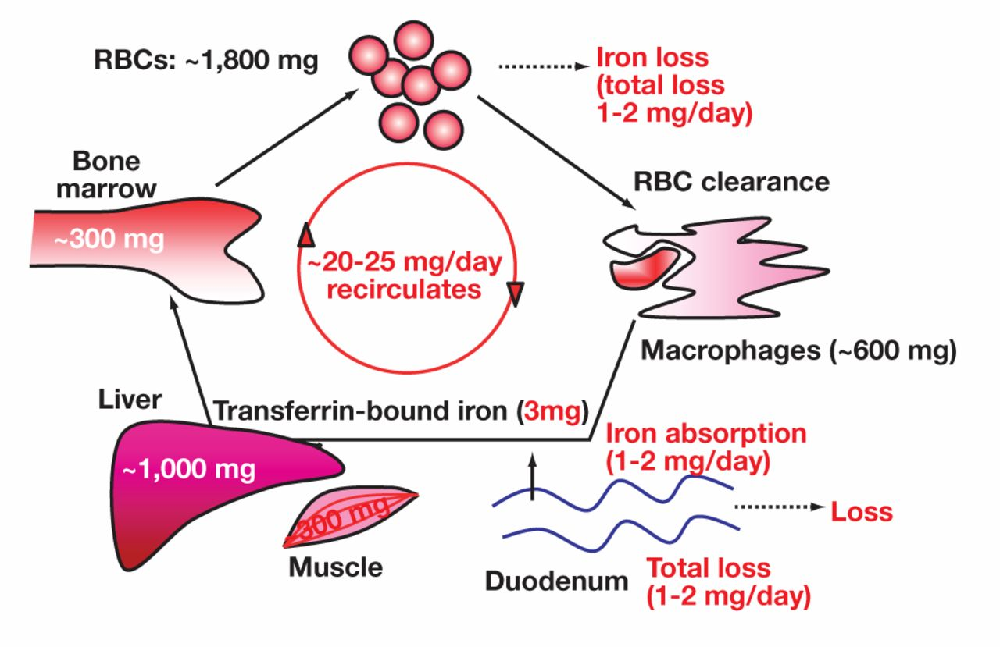 RBCs: ~1,800 mg
Iron loss
(total loss
1-2 mg/day)
Bone
marrow
~300 mg
RBC clearance
~20-25 mg/day
recirculates
Macrophages (~600 mg)
Liver
Transferrin-bound iron (3mg)
~1,000 mg
Iron absorption
(1-2 mg/day)
~300 mg
Muscle
Loss
Duodenum
Total loss
(1-2 mg/day)